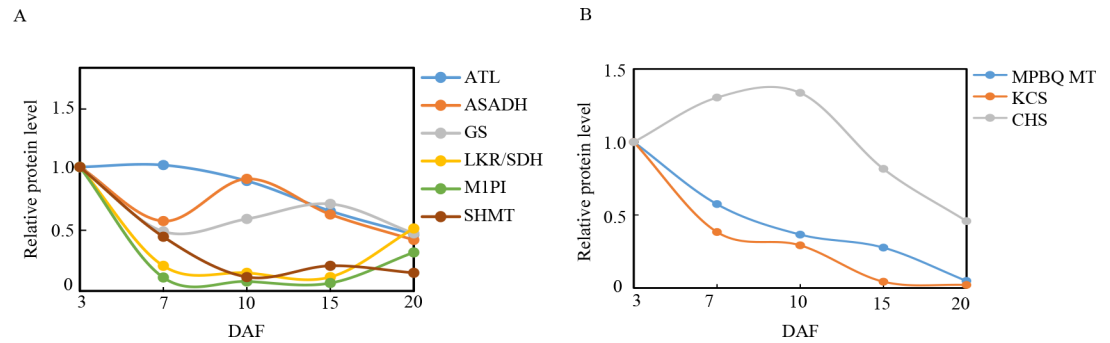 A
Relative protein level
1.5
1.0
0.5
0
3 7 10 15 20
DAF
ATL
ASADH
GS
LKR/SDH
M1PI
SHMT
B
Relative protein level
1.5
1.0
0.5
0
3 7 10 15 20
DAF
MPBQ MT
KCS
CHS